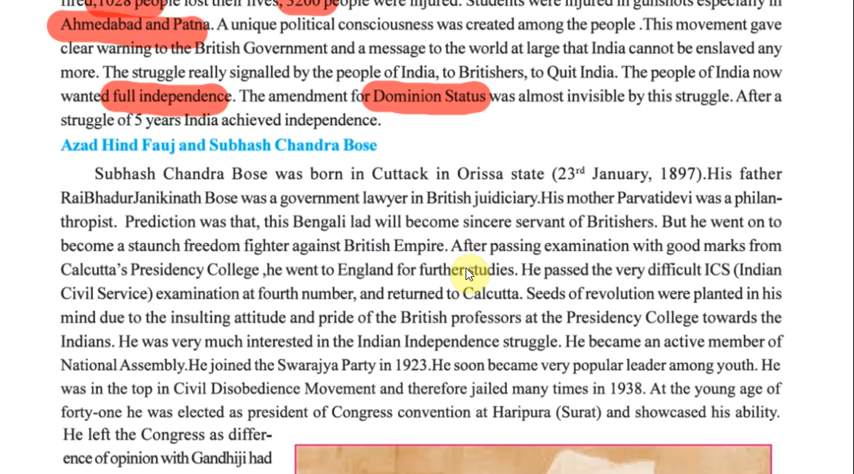 fired,1028 people lost their lives, 3200 people were injured. Students were injured in gunshots especially in
Ahmedabad and Patna. A unique political consciousness was created among the people .This movement gave
clear warning to the British Government and a message to the world at large that India cannot be enslaved any
more. The struggle really signalled by the people of India, to Britishers, to Quit India. The people of India now
wanted full independence. The amendment for Dominion Status was almost invisible by this struggle. After a
struggle of 5 years India achieved independence.
Azad Hind Fauj and Subhash Chandra Bose
Subhash Chandra Bose was born in Cuttack in Orissa state (23rd January, 1897).His father
RaiBhadurJanikinath Bose was a government lawyer in British juidiciary.His mother Parvatidevi was a philan-
thropist. Prediction was that, this Bengali lad will become sincere servant of Britishers. But he went on to
become a staunch freedom fighter against British Empire. After passing examination with good marks from
Calcutta's Presidency College ,he went to England for further studies. He passed the very difficult ICS (Indian
Civil Service) examination at fourth number, and returned to Calcutta. Seeds of revolution were planted in his
mind due to the insulting attitude and pride of the British professors at the Presidency College towards the
Indians. He was very much interested in the Indian Independence struggle. He became an active member of
National Assembly.He joined the Swarajya Party in 1923.He soon became very popular leader among youth. He
was in the top in Civil Disobedience Movement and therefore jailed many times in 1938. At the young age of
forty-one he was elected as president of Congress convention at Haripura (Surat) and showcased his ability.
He left the Congress as differ-
ence of opinion with Gandhiji had